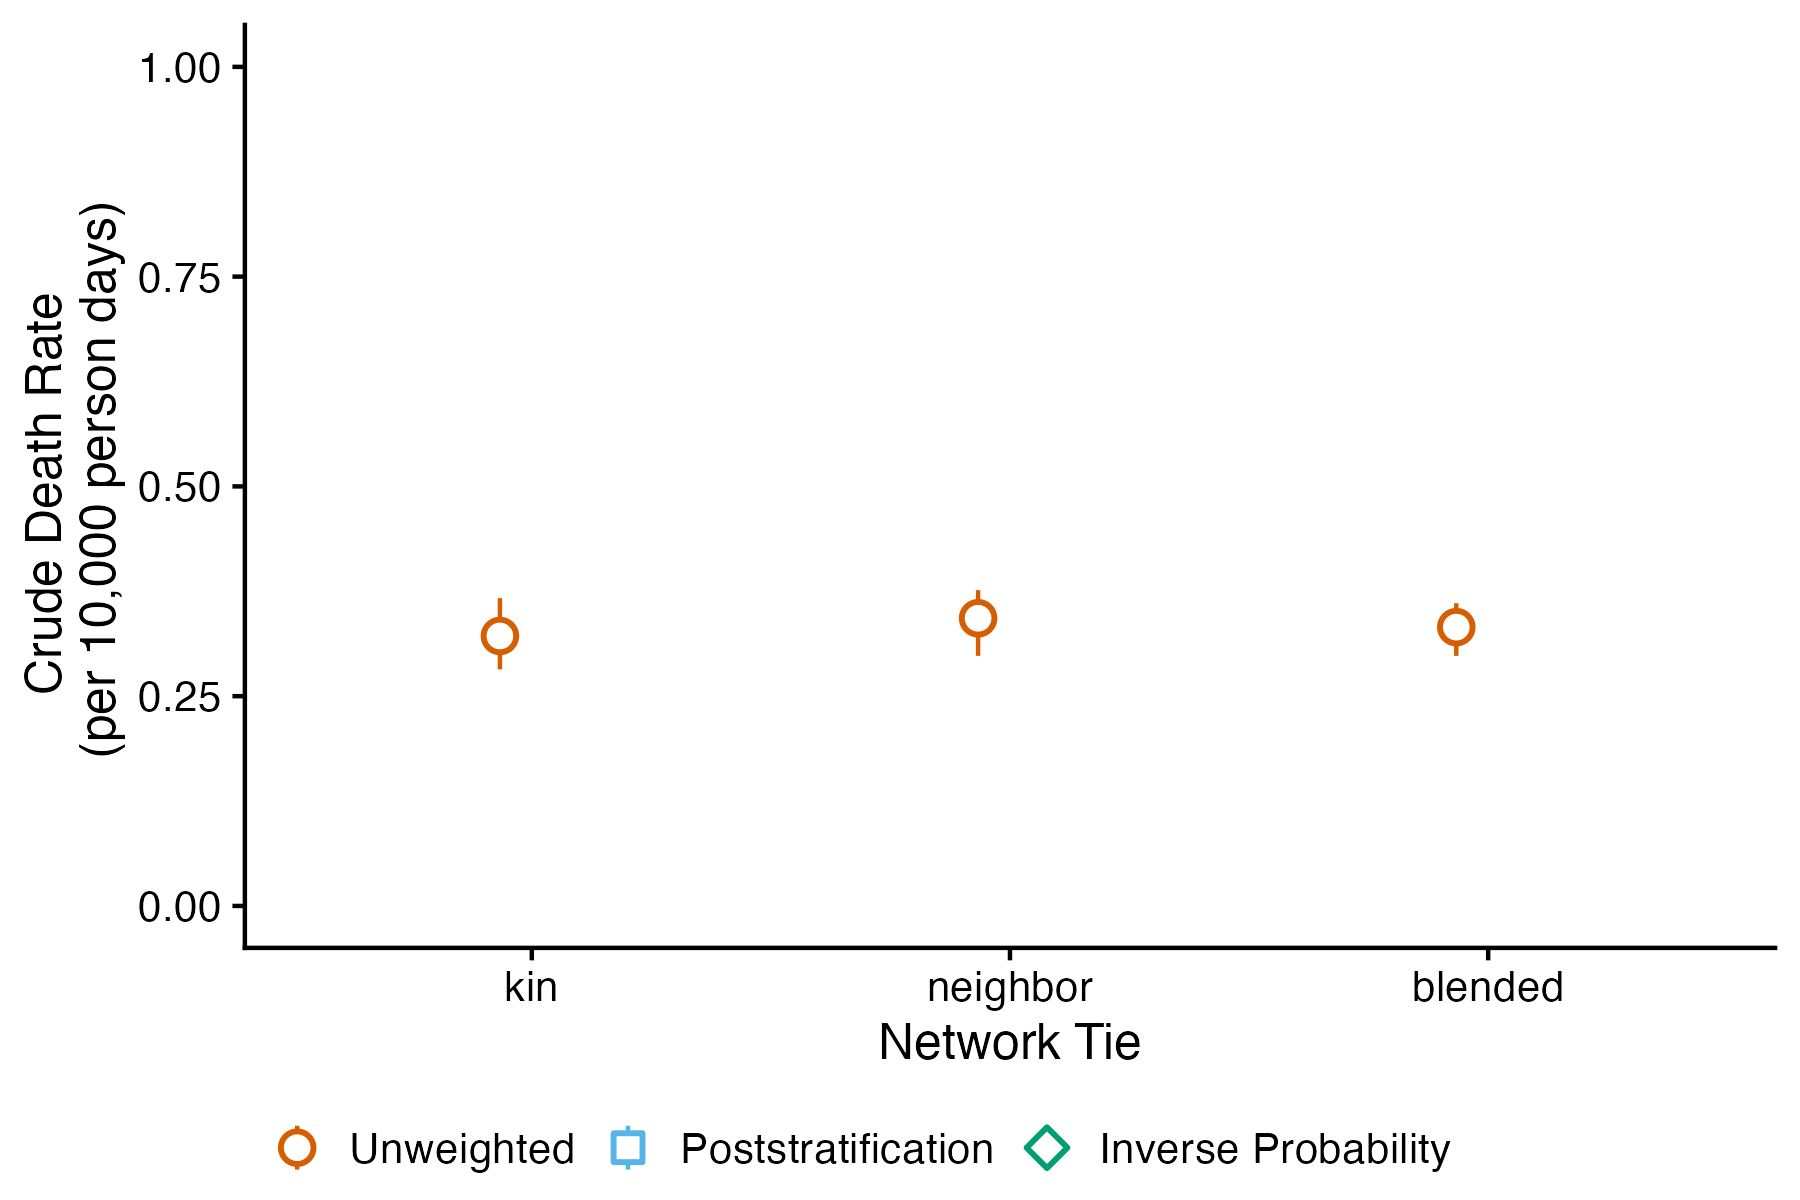 Crude Death Rate
(per 10,000 person days)
1.00
0.75
0.50
0.25
0.00
kin neighbor blended
Network Tie
Unweighted Poststratification Inverse Probability